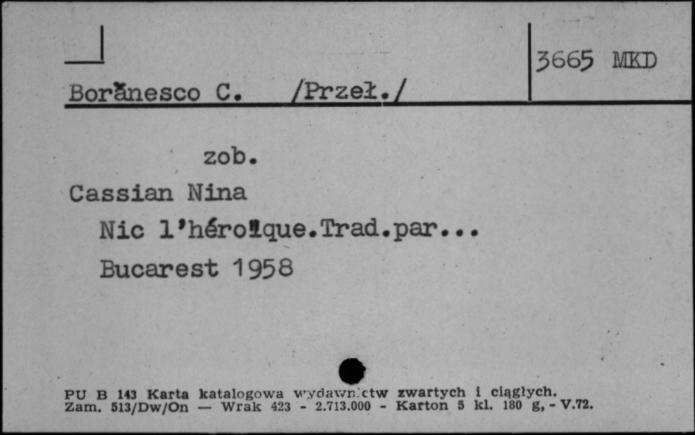 3665 MKD
Borănesco C. /Przeł./
zob.
Cassian Nina
Nic l'héroïque.Trad.par...
Bucarest 1958
PU B 143 Karta katalogowa wydawnictw zwartych i ciągłych.
Zam. 513/Dw/On — Wrak 423 - 2.713.000 - Karton 5 kl. 180 g, - V.72.